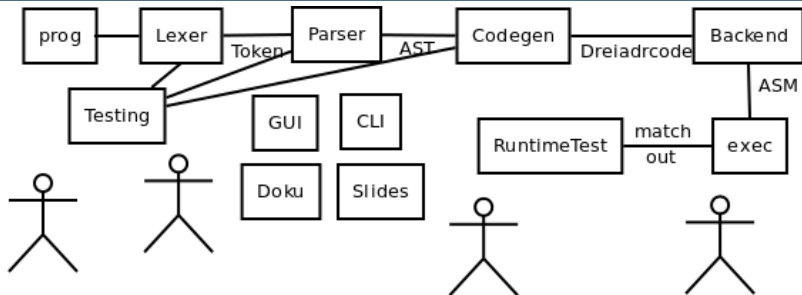 prog
Lexer
Token
Parser
AST
Codegen
Dreiadrcode
Backend
ASM
Testing
GUI
CLI
RuntimeTest
match
out
exec
Doku
Slides